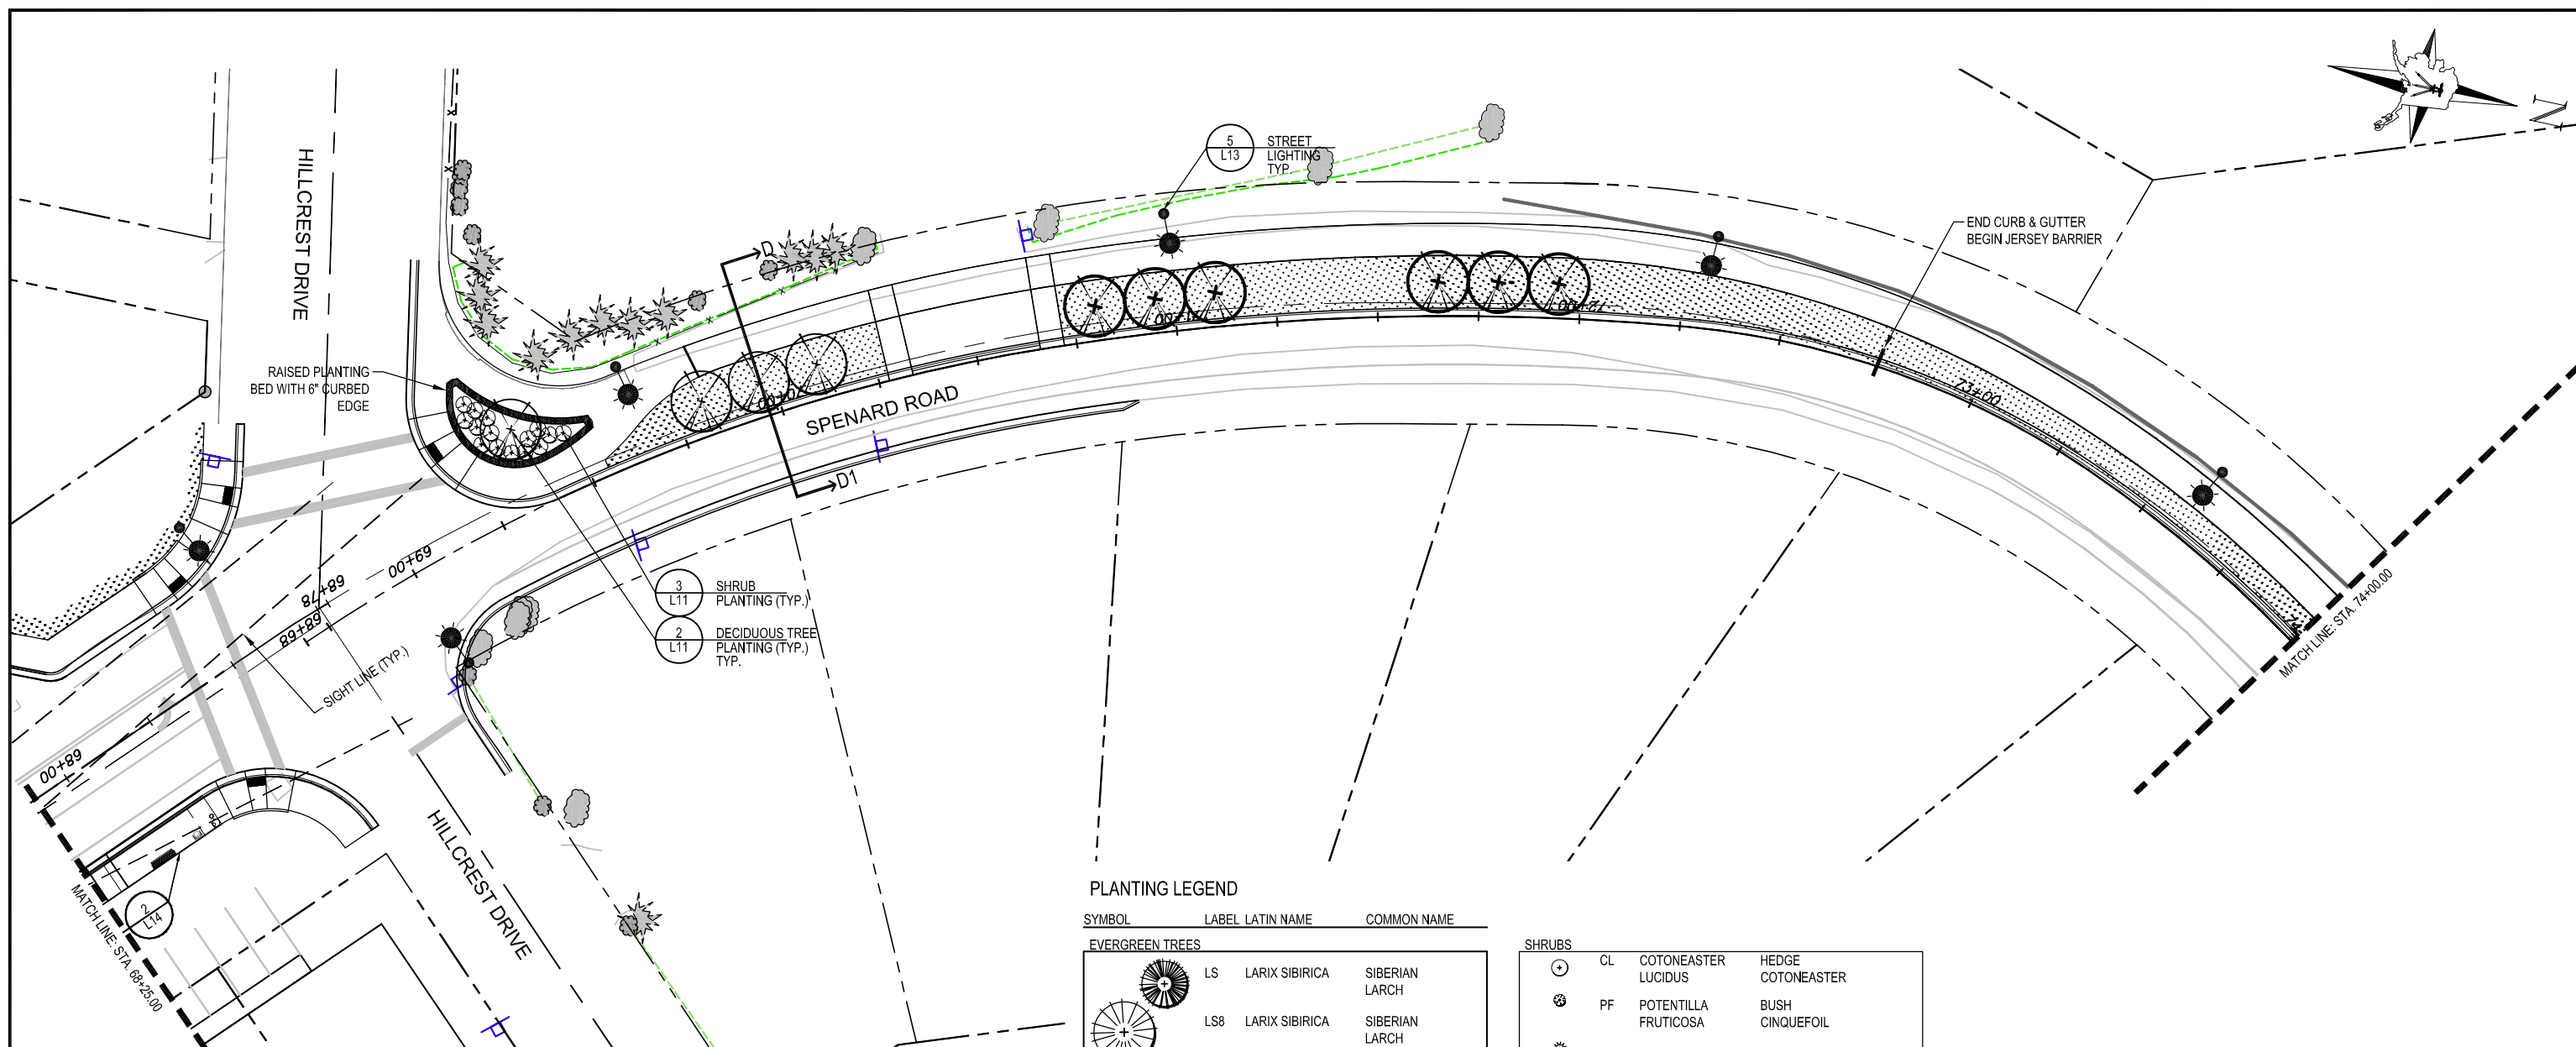 N
HILLCREST DRIVE
5
L13
STREET
LIGHTING
TYP.
END CURB & GUTTER
BEGIN JERSEY BARRIER
D
RAISED PLANTING
BED WITH 6" CURBED
EDGE
72+00
73+00
SPENARD ROAD
D1
69+00
68+78
68+68
3
L11
SHRUB
PLANTING (TYP.)
2
L11
DECIDUOUS TREE
PLANTING (TYP.)
TYP.
SIGHT LINE (TYP.)
MATCH LINE: STA. 74+00.00
68+00
HILLCREST DRIVE
2
L14
MATCH LINE: STA. 68+25.00
PLANTING LEGEND
SYMBOL LABEL LATIN NAME COMMON NAME
EVERGREEN TREES
LS LARIX SIBIRICA SIBERIAN
LARCH
LS8 LARIX SIBIRICA SIBERIAN
LARCH
SHRUBS
CL COTONEASTER HEDGE
LUCIDUS COTONEASTER
PF POTENTILLA BUSH
FRUTICOSA CINQUEFOIL